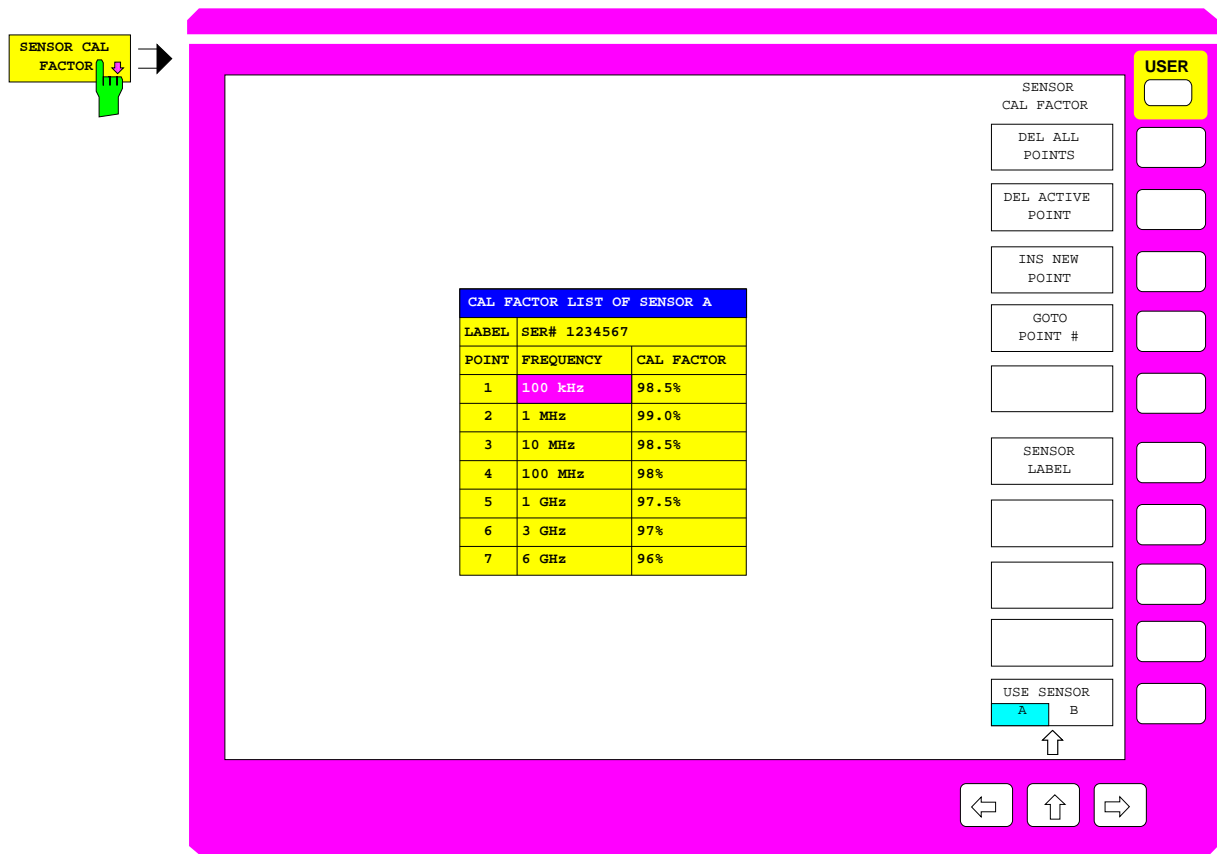 SENSOR CAL
FACTOR
USER
SENSOR
CAL FACTOR
DEL ALL
POINTS
DEL ACTIVE
POINT
INS NEW
POINT
GOTO
POINT #
SENSOR
LABEL
USE SENSOR
A B
CAL FACTOR LIST OF SENSOR A
LABEL SER# 1234567
POINT FREQUENCY CAL FACTOR
1 100 kHz 98.5%
2 1 MHz 99.0%
3 10 MHz 98.5%
4 100 MHz 98%
5 1 GHz 97.5%
6 3 GHz 97%
7 6 GHz 96%